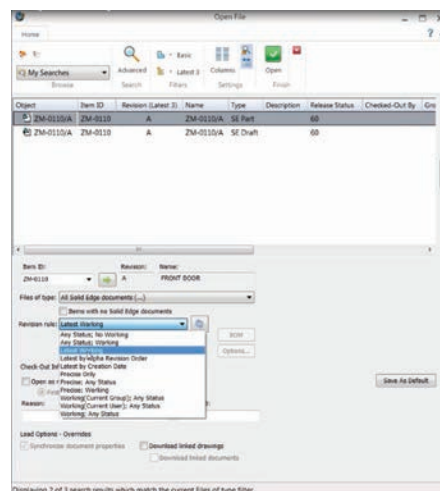 Open File
Home
Basic
My Searches
Advanced
Latest 3
Columns
Open
Browse
Search
Filters
Settings
Finish
Object Item ID Revision (Latest 3) Name Type Description Release Status Checked-Out By Gro
ZM-0110/A ZM-0110 A ZM-0110/A SE Part 60
ZM-0110/A ZM-0110 A ZM-0110/A SE Draft 60
Item ID: Revision: Name:
ZM-0110 A FRONT DOOR
Files of type: All Solid Edge documents (...)
Items with no Solid Edge documents
Revision rule: Latest Working
Any Status; No Working
Any Status; Working
Latest Working
Latest by Alpha Revision Order
Latest by Creation Date
Precise Only
Precise; Any Status
Precise; Working
Working(Current Group); Any Status
Working(Current User); Any Status
Working; Any Status
BOM
Options...
Check Out
Open as
Reason:
Save As Default
Load Options - Overrides
Synchronize document properties
Download linked drawings
Download linked documents
Displaying 2 of 3 search results which match the current Files of type filter